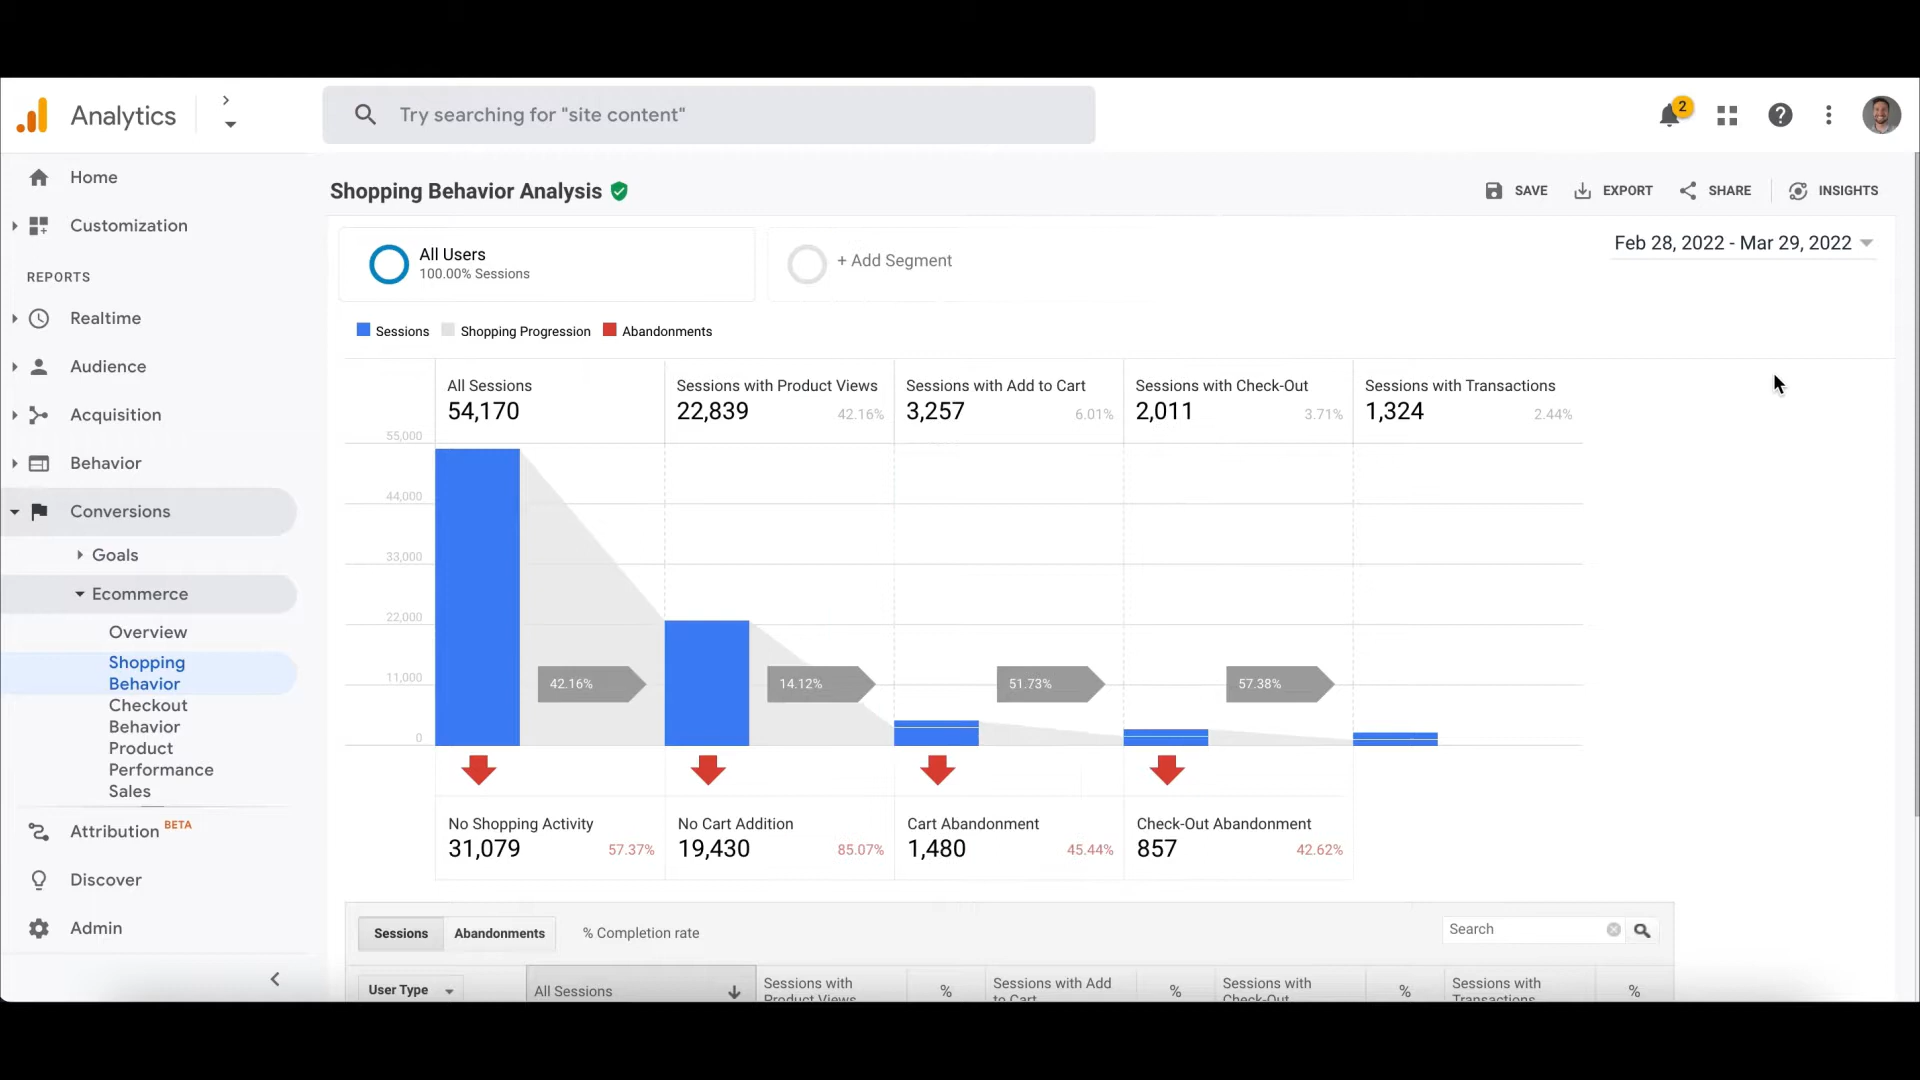 Analytics
Try searching for "site content"
2
Home
Customization
REPORTS
Realtime
Audience
Acquisition
Behavior
Conversions
Goals
Ecommerce
Overview
Shopping
Behavior
Checkout
Behavior
Product
Performance
Sales
Attribution BETA
Discover
Admin
Shopping Behavior Analysis
SAVE
EXPORT
SHARE
INSIGHTS
All Users
100.00% Sessions
+ Add Segment
Feb 28, 2022 - Mar 29, 2022
Sessions
Shopping Progression
Abandonments
All Sessions
54,170
Sessions with Product Views
22,839 42.16%
Sessions with Add to Cart
3,257 6.01%
Sessions with Check-Out
2,011 3.71%
Sessions with Transactions
1,324 2.44%
55,000
44,000
33,000
22,000
11,000
0
42.16%
14.12%
51.73%
57.38%
No Shopping Activity
31,079 57.37%
No Cart Addition
19,430 85.07%
Cart Abandonment
1,480 45.44%
Check-Out Abandonment
857 42.62%
Sessions
Abandonments
% Completion rate
Search
User Type
All Sessions
Sessions with
Product Views
%
Sessions with Add
to Cart
%
Sessions with
Check-Out
%
Sessions with
Transactions
%